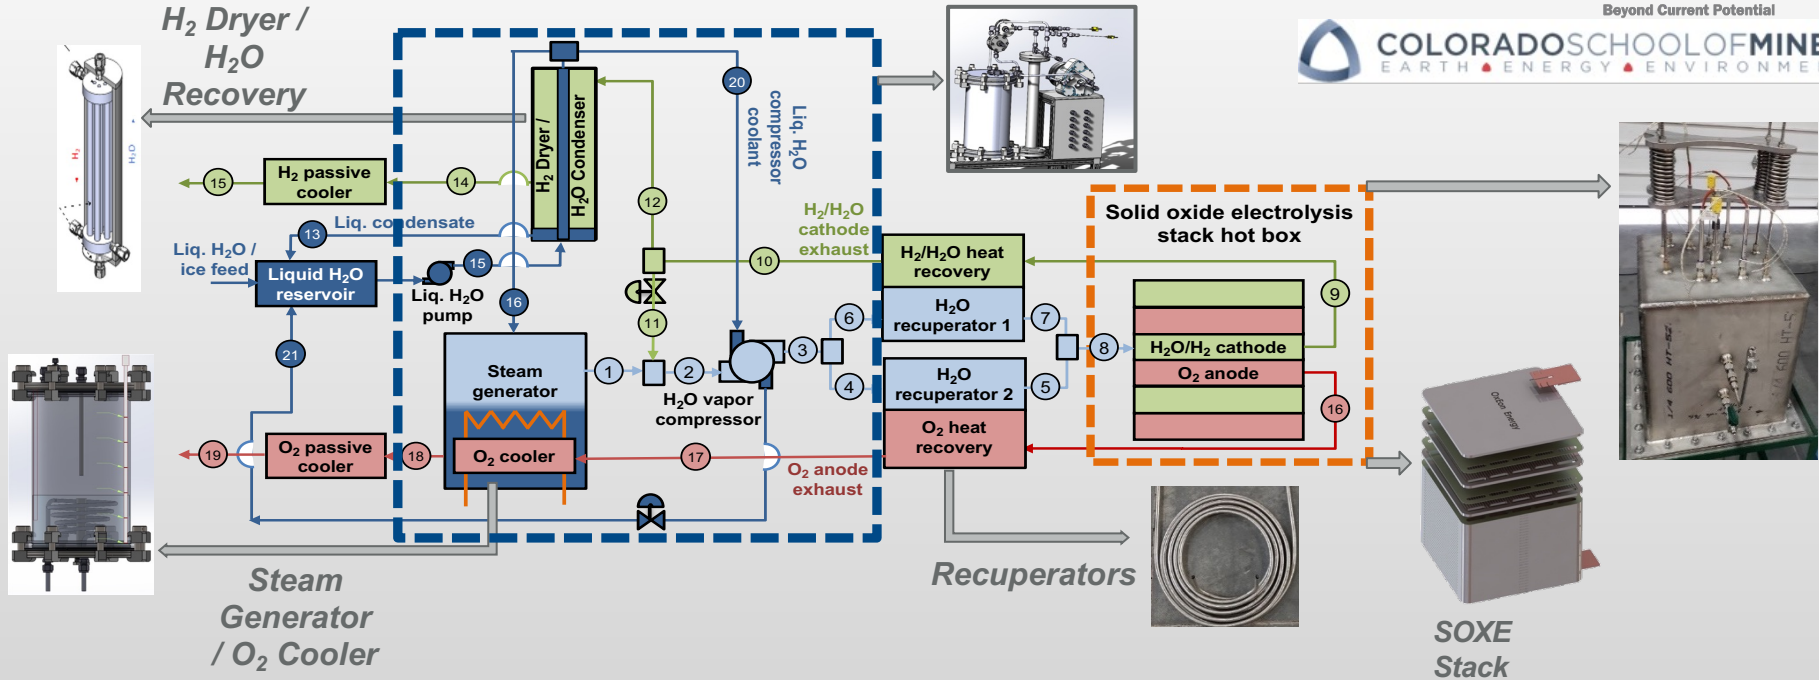 Beyond Current Potential
COLORADOSCHOOLOFMINE
EARTH ENERGY ENVIRONME
H2 Dryer /
H2O
Recovery
H2 Dryer /
H2O Condenser
20
Liq. H2O
compressor
coolant
H2
H2O
15
H2 passive
cooler
14
12
13
Liq. condensate
Liq. H2O /
ice feed
Liquid H2O
reservoir
15
Liq. H2O
pump
16
H2/H2O
cathode
exhaust
10
11
H2/H2O heat
recovery
H2O
recuperator 1
Solid oxide electrolysis
stack hot box
9
6
7
8
H2O/H2 cathode
O2 anode
16
21
Steam
generator
1
2
3
4
5
H2O vapor
compressor
H2O
recuperator 2
O2 heat
recovery
19
O2 passive
cooler
18
O2 cooler
17
O2 anode
exhaust
OxEon Energy
Recuperators
Steam
Generator
/ O2 Cooler
SOXE
Stack